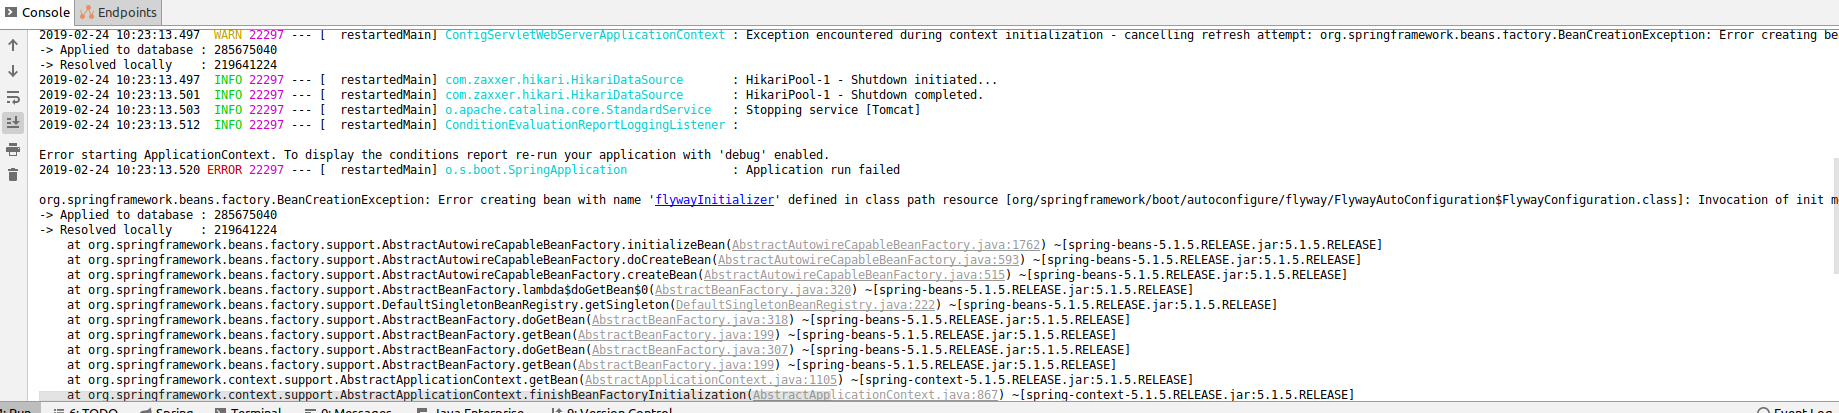 Console Endpoints
2019-02-24 10:23:13.497  WARN 22297 --- [  restartedMain] ConfigServletWebServerApplicationContext : Exception encountered during context initialization - cancelling refresh attempt: org.springframework.beans.factory.BeanCreationException: Error creating be
-> Applied to database : 285675040
-> Resolved locally    : 219641224
2019-02-24 10:23:13.497  INFO 22297 --- [  restartedMain] com.zaxxer.hikari.HikariDataSource       : HikariPool-1 - Shutdown initiated...
2019-02-24 10:23:13.501  INFO 22297 --- [  restartedMain] com.zaxxer.hikari.HikariDataSource       : HikariPool-1 - Shutdown completed.
2019-02-24 10:23:13.503  INFO 22297 --- [  restartedMain] o.apache.catalina.core.StandardService   : Stopping service [Tomcat]
2019-02-24 10:23:13.512  INFO 22297 --- [  restartedMain] ConditionEvaluationReportLoggingListener :
Error starting ApplicationContext. To display the conditions report re-run your application with 'debug' enabled.
2019-02-24 10:23:13.520 ERROR 22297 --- [  restartedMain] o.s.boot.SpringApplication               : Application run failed
org.springframework.beans.factory.BeanCreationException: Error creating bean with name 'flywayInitializer' defined in class path resource [org/springframework/boot/autoconfigure/flyway/FlywayAutoConfiguration$FlywayConfiguration.class]: Invocation of init m
-> Applied to database : 285675040
-> Resolved locally    : 219641224
at org.springframework.beans.factory.support.AbstractAutowireCapableBeanFactory.initializeBean(AbstractAutowireCapableBeanFactory.java:1762) ~[spring-beans-5.1.5.RELEASE.jar:5.1.5.RELEASE]
at org.springframework.beans.factory.support.AbstractAutowireCapableBeanFactory.doCreateBean(AbstractAutowireCapableBeanFactory.java:593) ~[spring-beans-5.1.5.RELEASE.jar:5.1.5.RELEASE]
at org.springframework.beans.factory.support.AbstractAutowireCapableBeanFactory.createBean(AbstractAutowireCapableBeanFactory.java:515) ~[spring-beans-5.1.5.RELEASE.jar:5.1.5.RELEASE]
at org.springframework.beans.factory.support.AbstractBeanFactory.lambda$doGetBean$0(AbstractBeanFactory.java:320) ~[spring-beans-5.1.5.RELEASE.jar:5.1.5.RELEASE]
at org.springframework.beans.factory.support.DefaultSingletonBeanRegistry.getSingleton(DefaultSingletonBeanRegistry.java:222) ~[spring-beans-5.1.5.RELEASE.jar:5.1.5.RELEASE]
at org.springframework.beans.factory.support.AbstractBeanFactory.doGetBean(AbstractBeanFactory.java:318) ~[spring-beans-5.1.5.RELEASE.jar:5.1.5.RELEASE]
at org.springframework.beans.factory.support.AbstractBeanFactory.getBean(AbstractBeanFactory.java:199) ~[spring-beans-5.1.5.RELEASE.jar:5.1.5.RELEASE]
at org.springframework.beans.factory.support.AbstractBeanFactory.doGetBean(AbstractBeanFactory.java:307) ~[spring-beans-5.1.5.RELEASE.jar:5.1.5.RELEASE]
at org.springframework.beans.factory.support.AbstractBeanFactory.getBean(AbstractBeanFactory.java:199) ~[spring-beans-5.1.5.RELEASE.jar:5.1.5.RELEASE]
at org.springframework.context.support.AbstractApplicationContext.getBean(AbstractApplicationContext.java:1105) ~[spring-context-5.1.5.RELEASE.jar:5.1.5.RELEASE]
at org.springframework.context.support.AbstractApplicationContext.finishBeanFactoryInitialization(AbstractApplicationContext.java:867) ~[spring-context-5.1.5.RELEASE.jar:5.1.5.RELEASE]
Run 6: TODO Spring Terminal 0: Messages Java Enterprise 9: Version Control Event Log